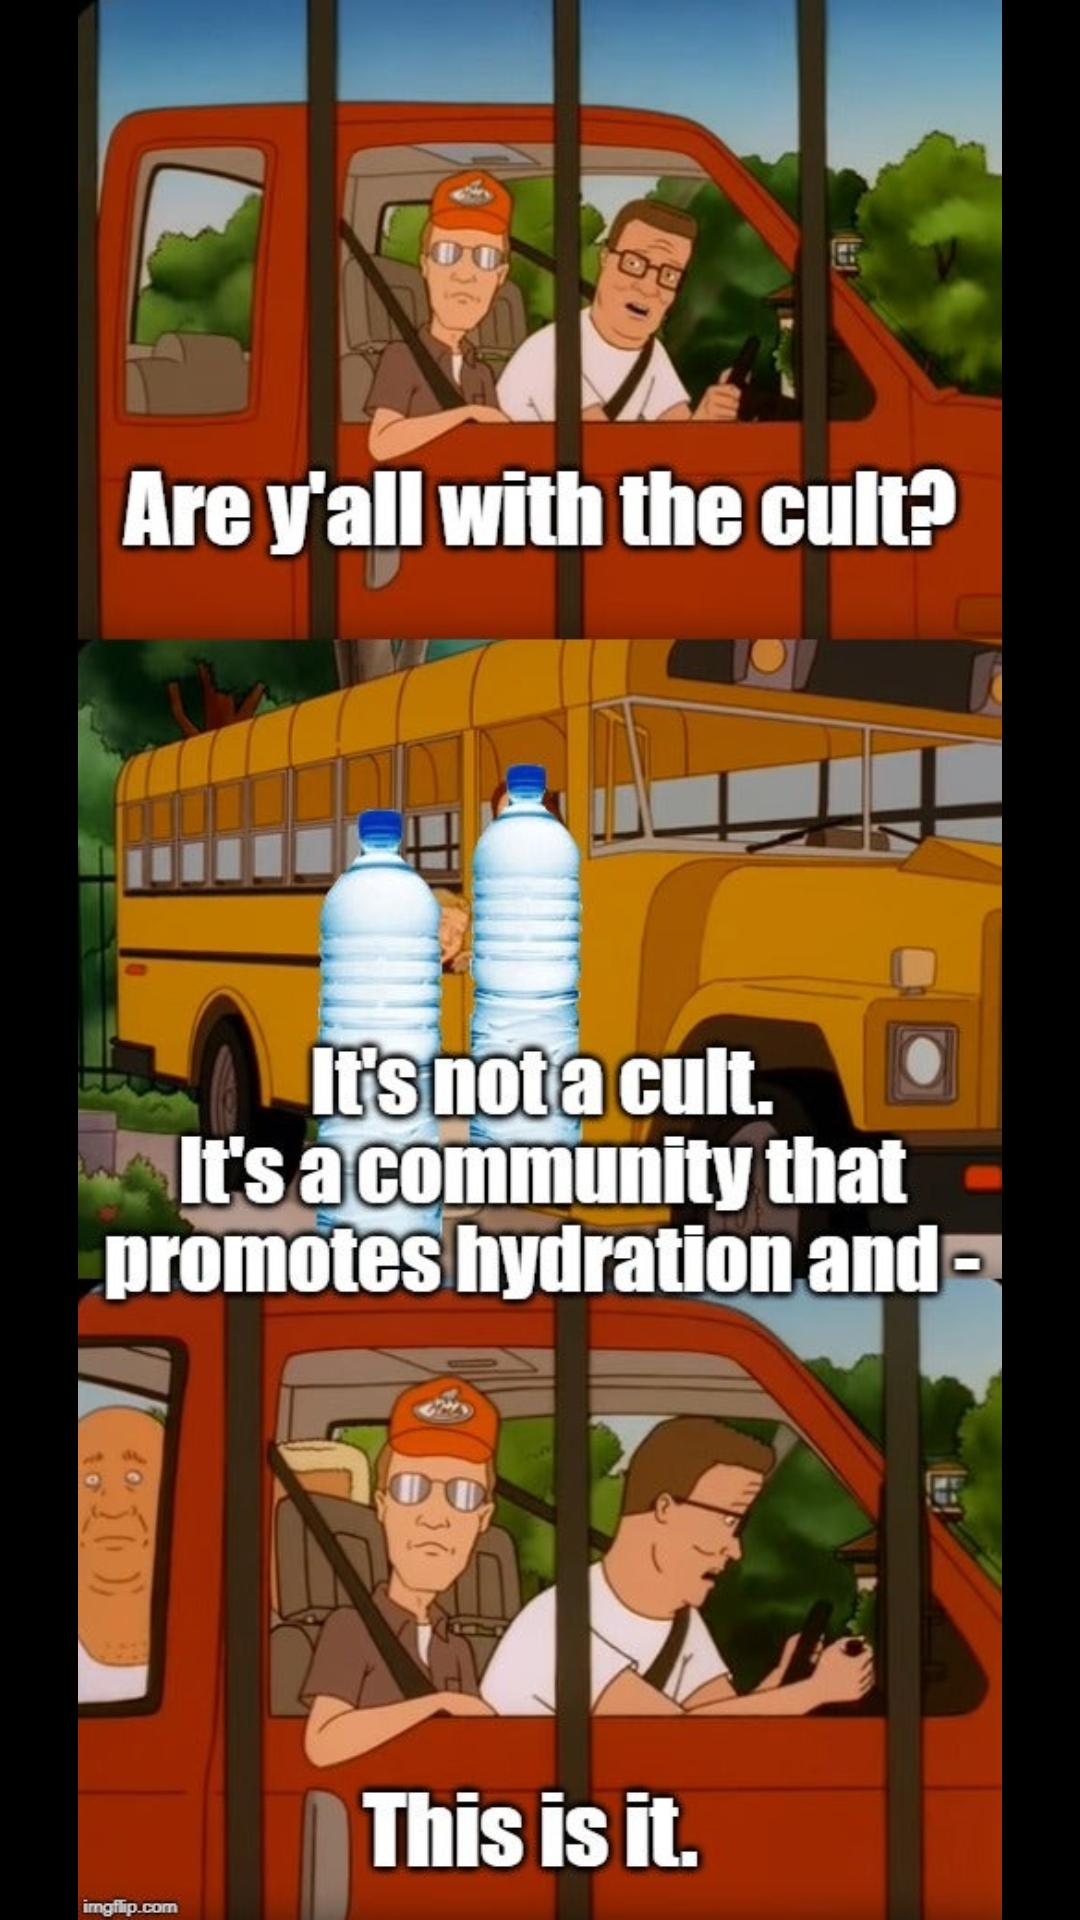 Are y'all with the cult?
It's not a cult.
It's a community that
promotes hydration and -
This is it.
imgflip.com